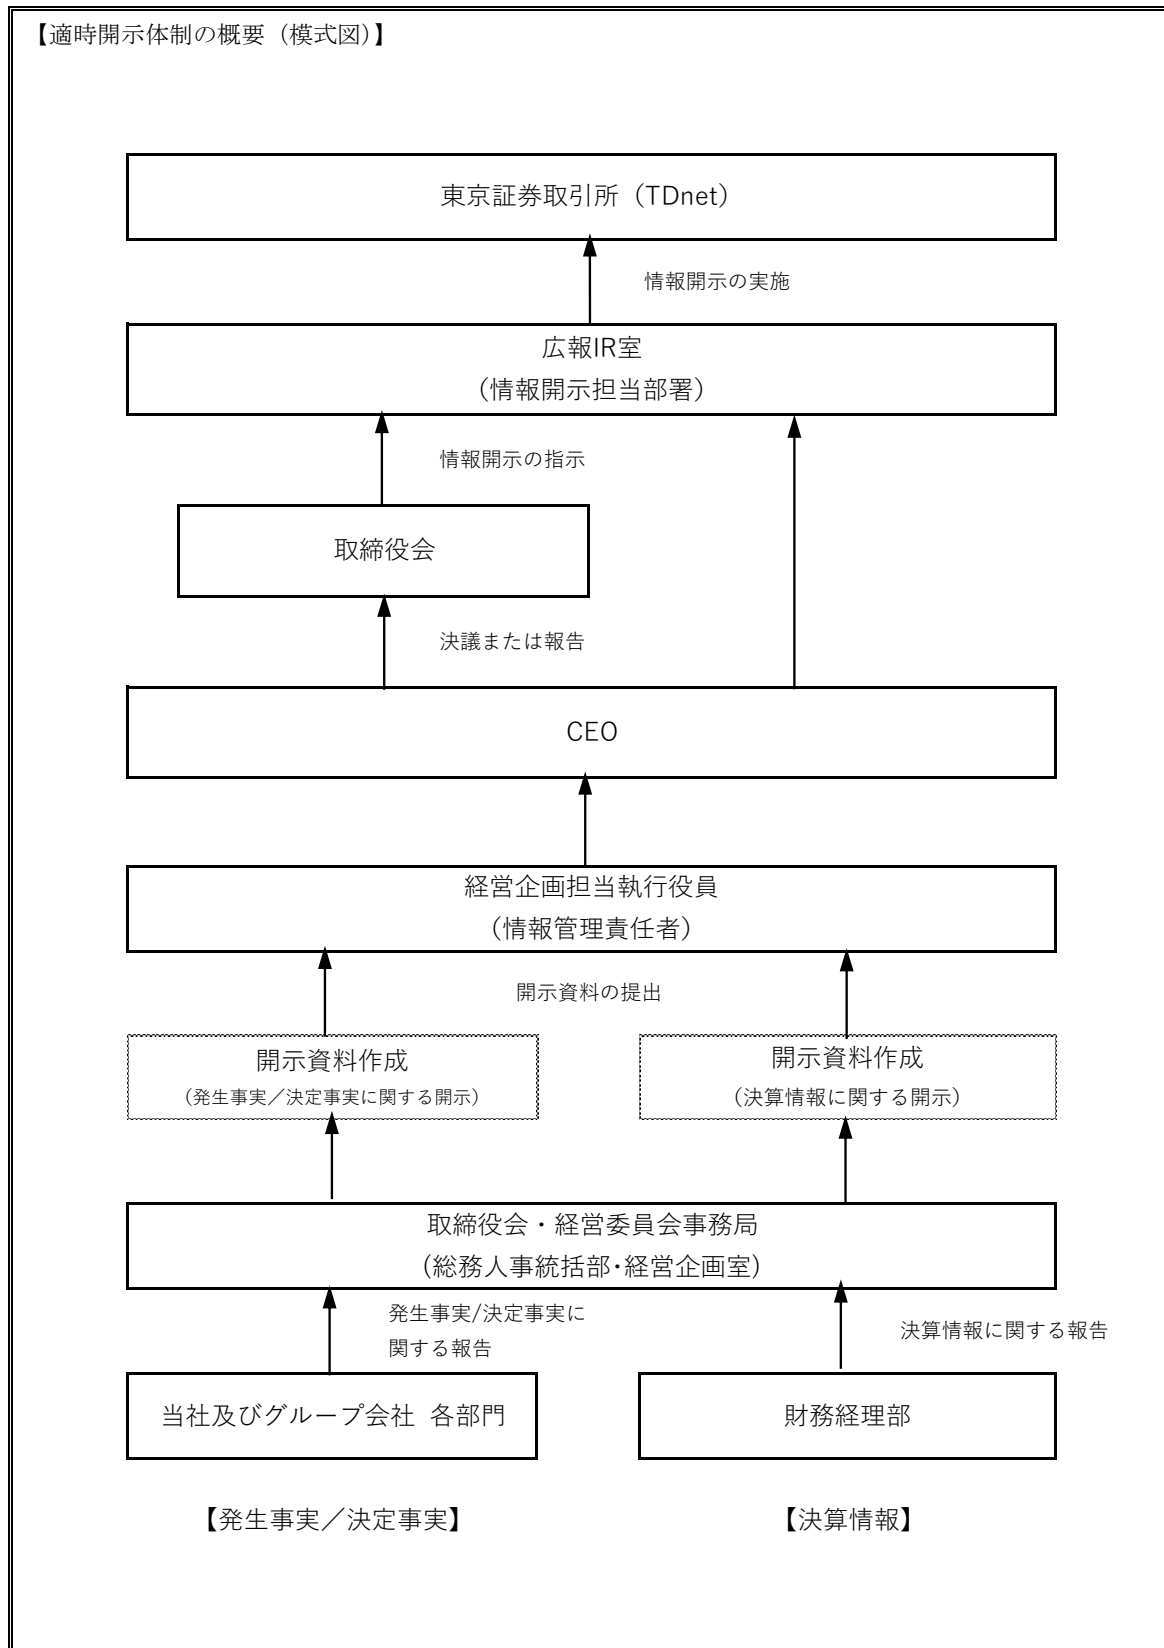 【適時開示体制の概要（模式図）】
東京証券取引所（TDnet）
情報開示の実施
広報IR室
（情報開示担当部署）
情報開示の指示
取締役会
決議または報告
CEO
経営企画担当執行役員
（情報管理責任者）
開示資料の提出
開示資料作成
（発生事実／決定事実に関する開示）
開示資料作成
（決算情報に関する開示）
取締役会・経営委員会事務局
（総務人事統括部･経営企画室）
発生事実/決定事実に
関する報告
決算情報に関する報告
当社及びグループ会社 各部門
財務経理部
【発生事実／決定事実】
【決算情報】